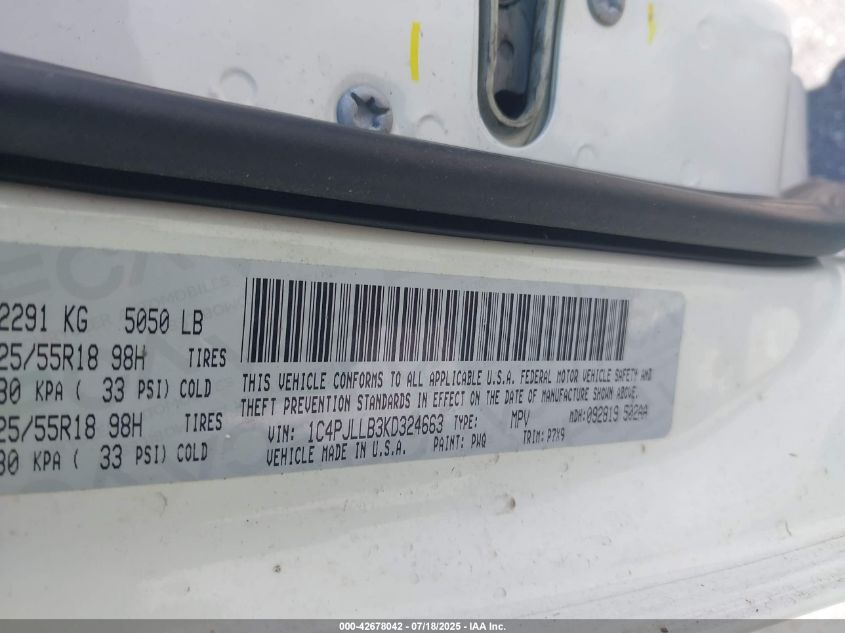 2291 KG 5050 LB
25/55R18 98H TIRES
30 KPA ( 33 PSI) COLD
25/55R18 98H TIRES
30 KPA ( 33 PSI) COLD
THIS VEHICLE CONFORMS TO ALL APPLICABLE U.S.A. FEDERAL MOTOR VEHICLE SAFETY AND
THEFT PREVENTION STANDARDS IN EFFECT ON THE DATE OF MANUFACTURE SHOWN ABOVE.
VIN: 1C4PJLLB3KD324663 TYPE: MPV MDH:092819 502AA
VEHICLE MADE IN U.S.A. PAINT: PWQ TRIM: P7X9
000-42678042 / 07/18/2025 - IAA Inc.